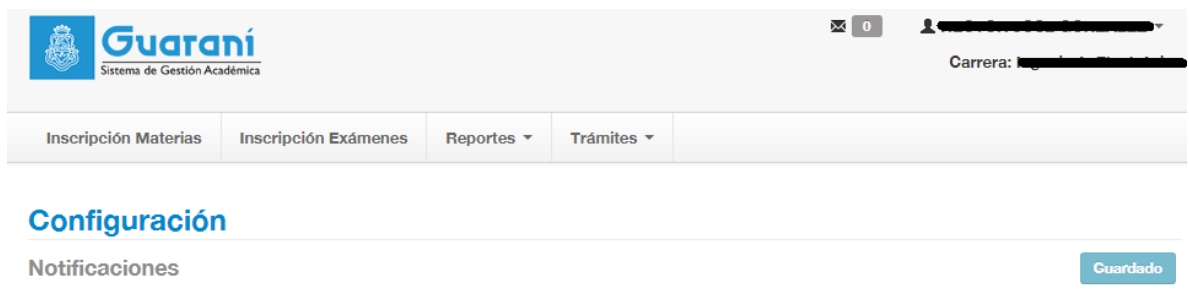 Guaraní
Sistema de Gestión Académica
0
Carrera:
Inscripción Materias Inscripción Exámenes Reportes Trámites
Configuración
Notificaciones Guardado